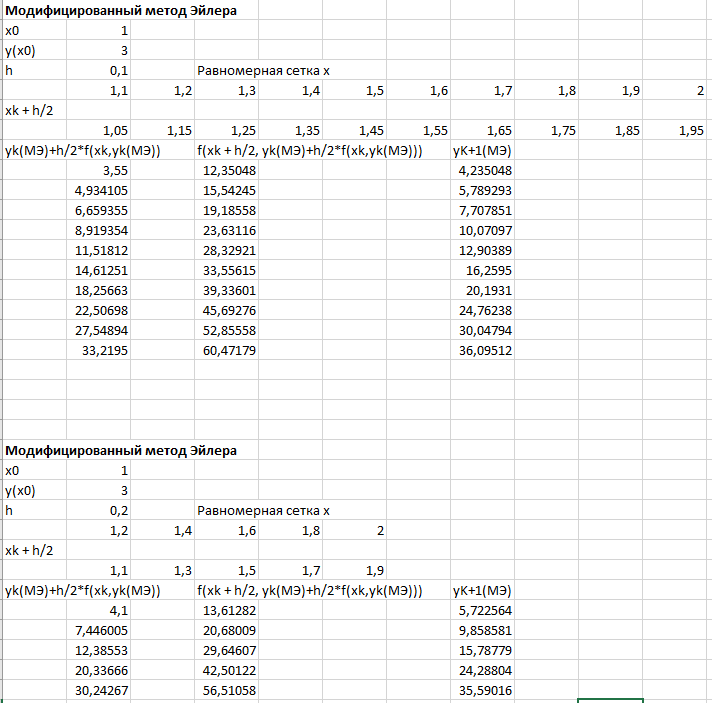 Модифицированный метод Эйлера
x0 1
y(x0) 3
h 0,1 Равномерная сетка x
1,1 1,2 1,3 1,4 1,5 1,6 1,7 1,8 1,9 2
xk + h/2
1,05 1,15 1,25 1,35 1,45 1,55 1,65 1,75 1,85 1,95
yk(МЭ)+h/2*f(xk,yk(МЭ)) f(xk + h/2, yk(МЭ)+h/2*f(xk,yk(МЭ))) yK+1(МЭ)
3,55 12,35048 4,235048
4,934105 15,54245 5,789293
6,659355 19,18558 7,707851
8,919354 23,63116 10,07097
11,51812 28,32921 12,90389
14,61251 33,55615 16,2595
18,25663 39,33601 20,1931
22,50698 45,69276 24,76238
27,54894 52,85558 30,04794
33,2195 60,47179 36,09512
Модифицированный метод Эйлера
x0 1
y(x0) 3
h 0,2 Равномерная сетка x
1,2 1,4 1,6 1,8 2
xk + h/2
1,1 1,3 1,5 1,7 1,9
yk(МЭ)+h/2*f(xk,yk(МЭ)) f(xk + h/2, yk(МЭ)+h/2*f(xk,yk(МЭ))) yK+1(МЭ)
4,1 13,61282 5,722564
7,446005 20,68009 9,858581
12,38553 29,64607 15,78779
20,33666 42,50122 24,28804
30,24267 56,51058 35,59016